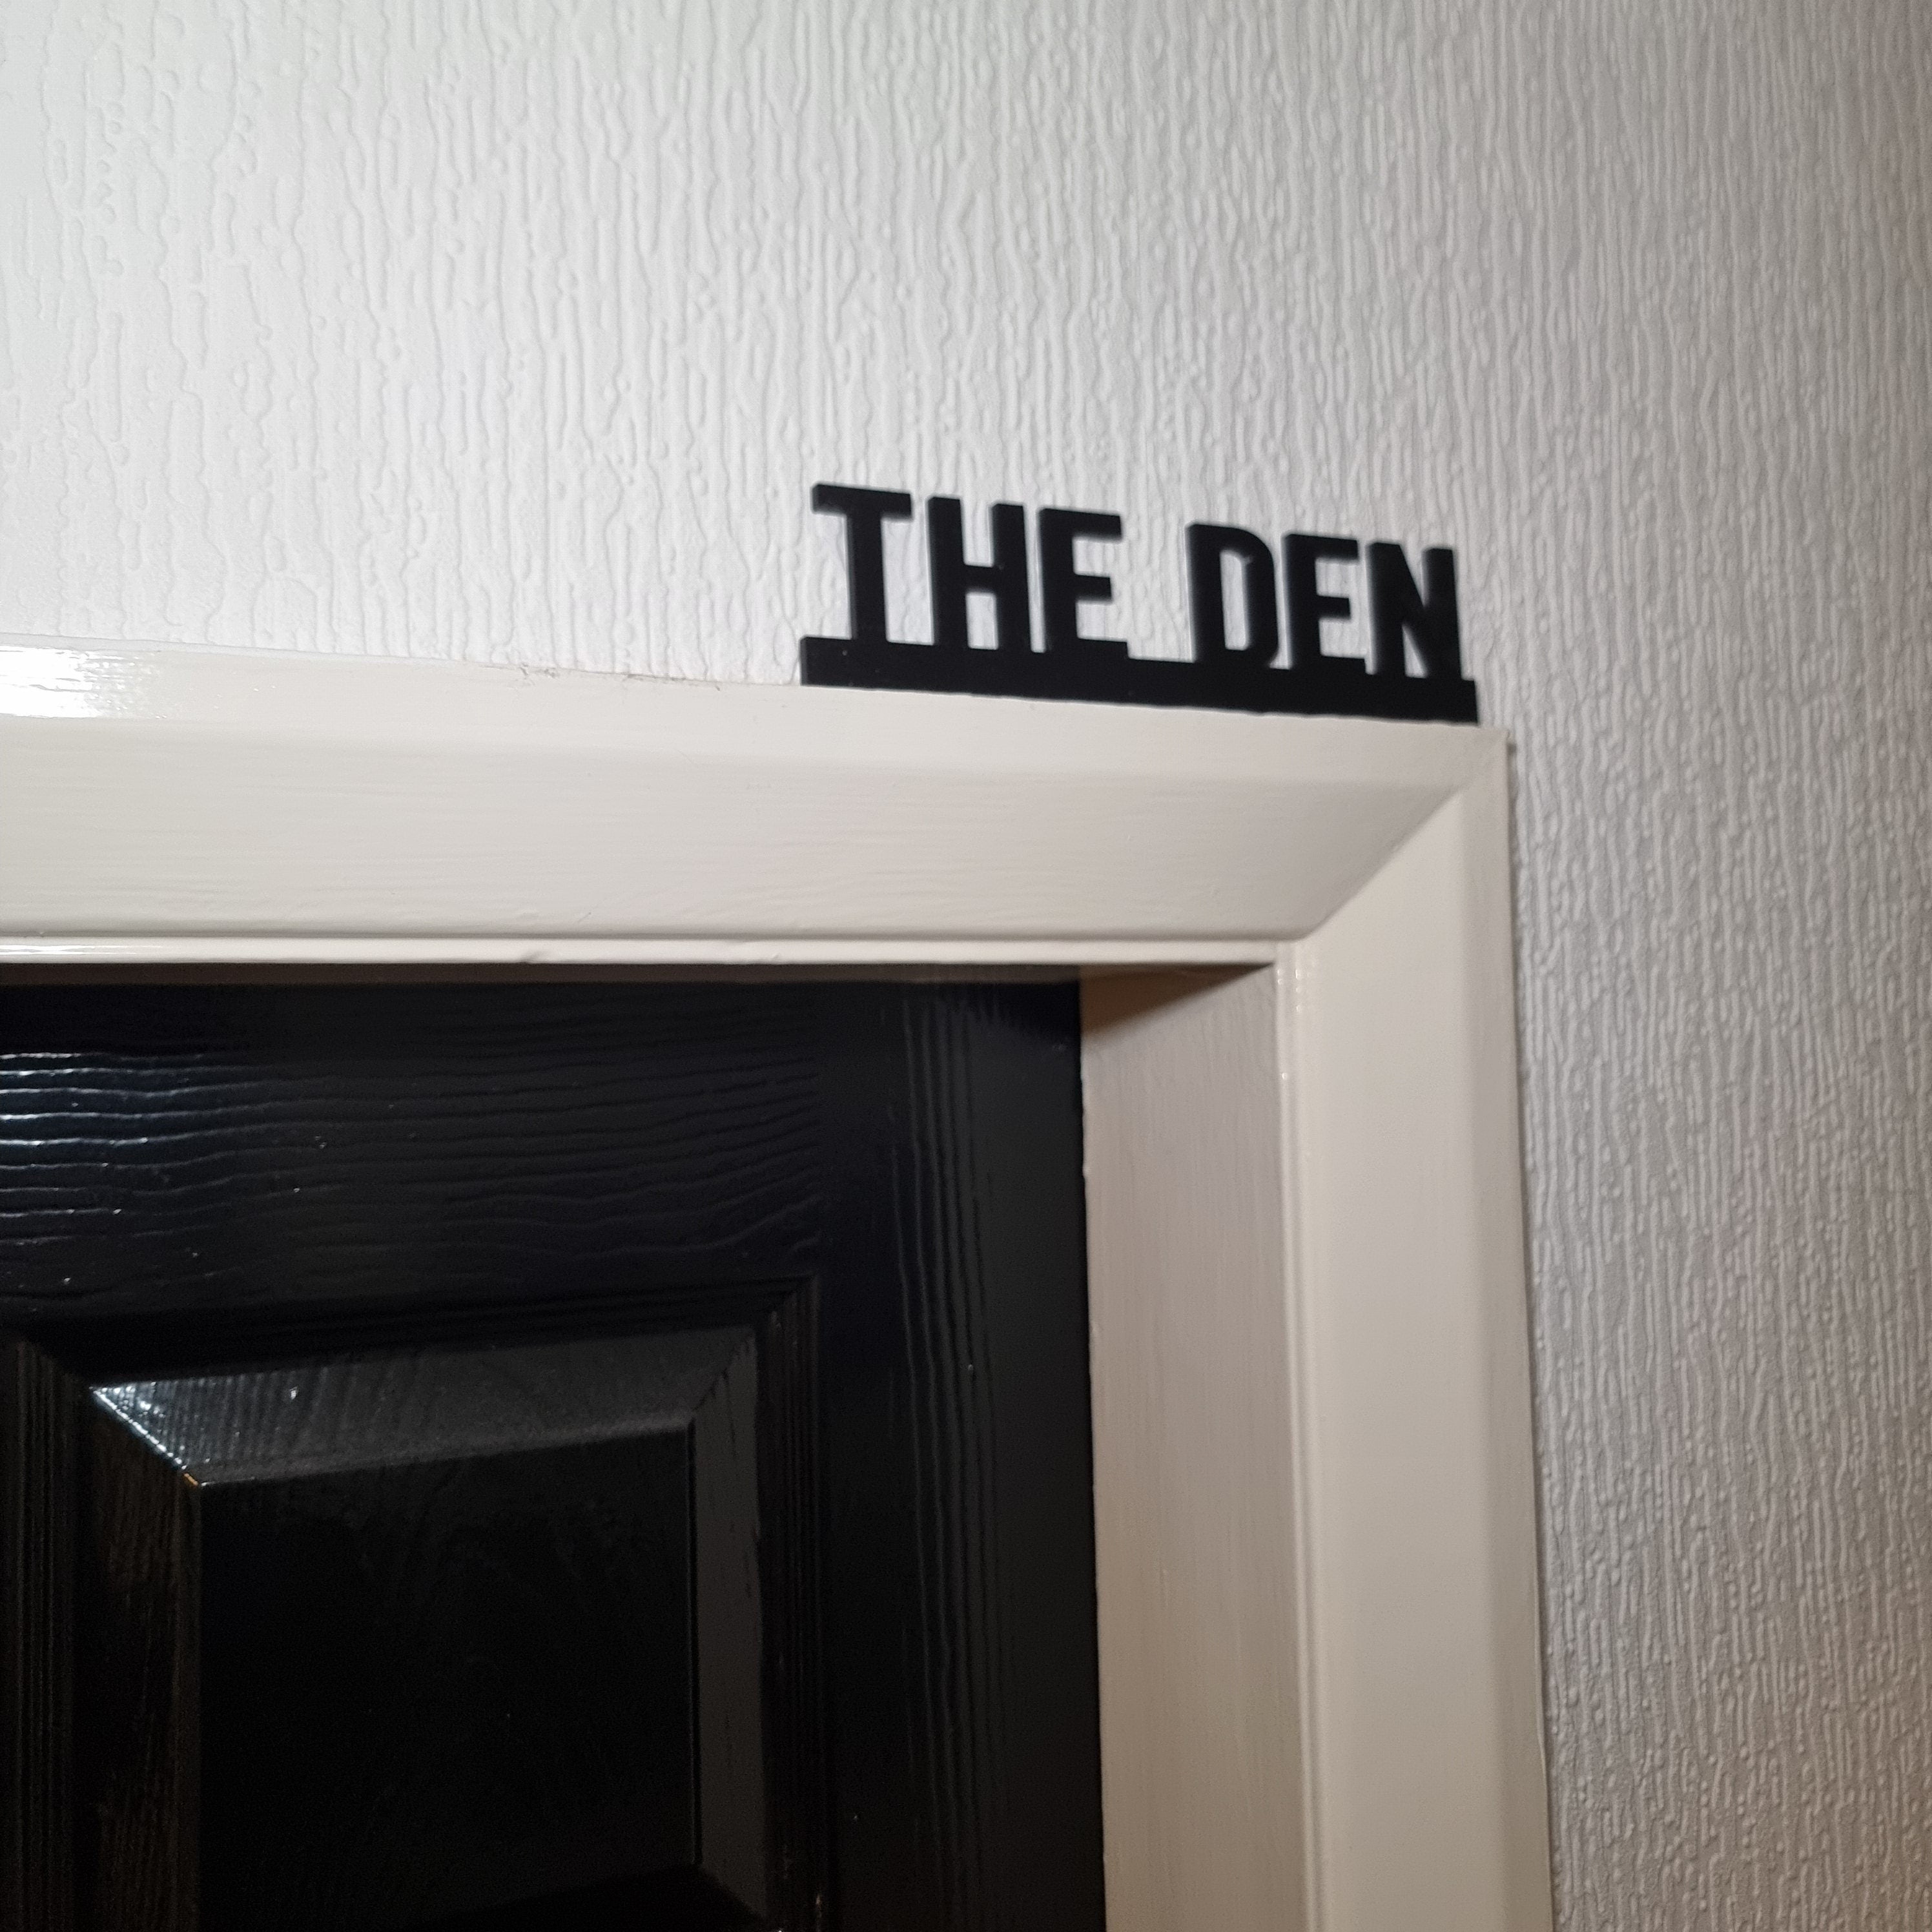 THE DEN